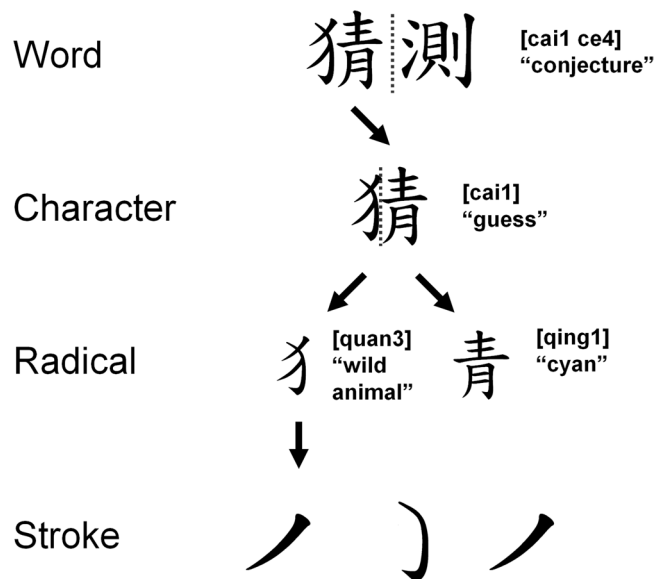 Word 猜測 [cai1 ce4]
“conjecture”
Character 猜 [cai1]
“guess”
Radical 犭 [quan3]
“wild
animal” 青 [qing1]
“cyan”
Stroke ㇒ ㇁ ㇒